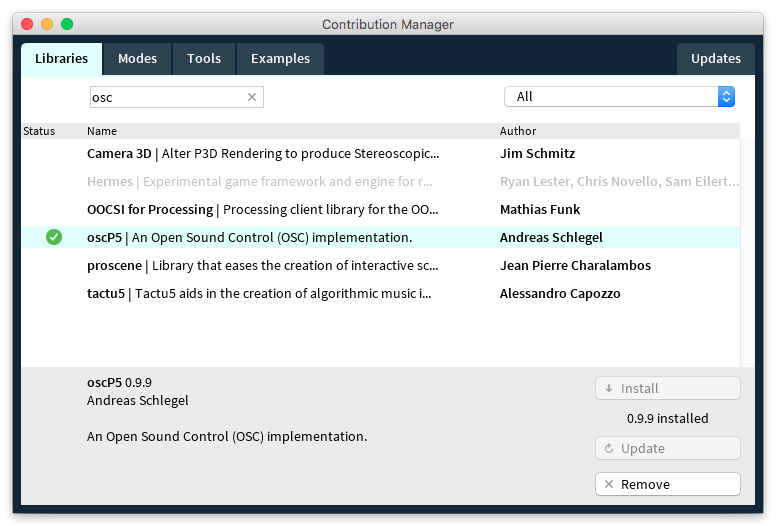 Contribution Manager
Libraries Modes Tools Examples Updates
osc All
Status Name Author
Camera 3D | Alter P3D Rendering to produce Stereoscopic... Jim Schmitz
Hermes | Experimental game framework and engine for r... Ryan Lester, Chris Novello, Sam Eilert...
OOCSI for Processing | Processing client library for the OO... Mathias Funk
oscP5 | An Open Sound Control (OSC) implementation. Andreas Schlegel
proscene | Library that eases the creation of interactive sc... Jean Pierre Charalambos
tactu5 | Tactu5 aids in the creation of algorithmic music i... Alessandro Capozzo
oscP5 0.9.9
Andreas Schlegel
An Open Sound Control (OSC) implementation.
Install
0.9.9 installed
Update
Remove